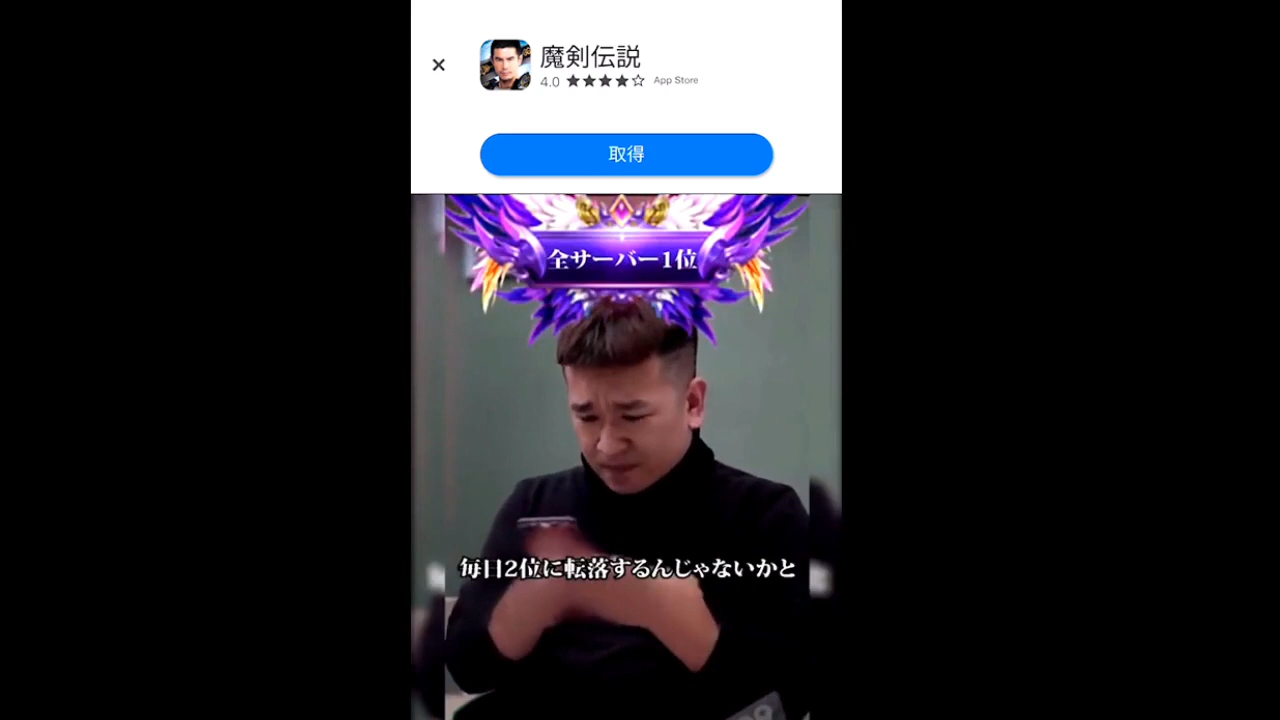 魔剣伝説
4.0 ★★★★☆ App Store
取得
全サーバー1位
毎日2位に転落するんじゃないかと